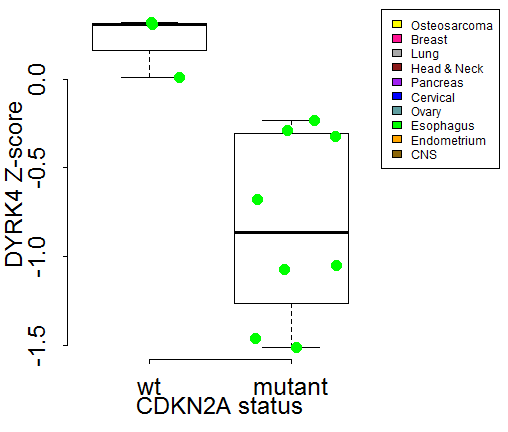 Osteosarcoma
Breast
Lung
Head & Neck
Pancreas
Cervical
Ovary
Esophagus
Endometrium
CNS
DYRK4 Z-score
0.0
-0.5
-1.0
-1.5
wt mutant
CDKN2A status